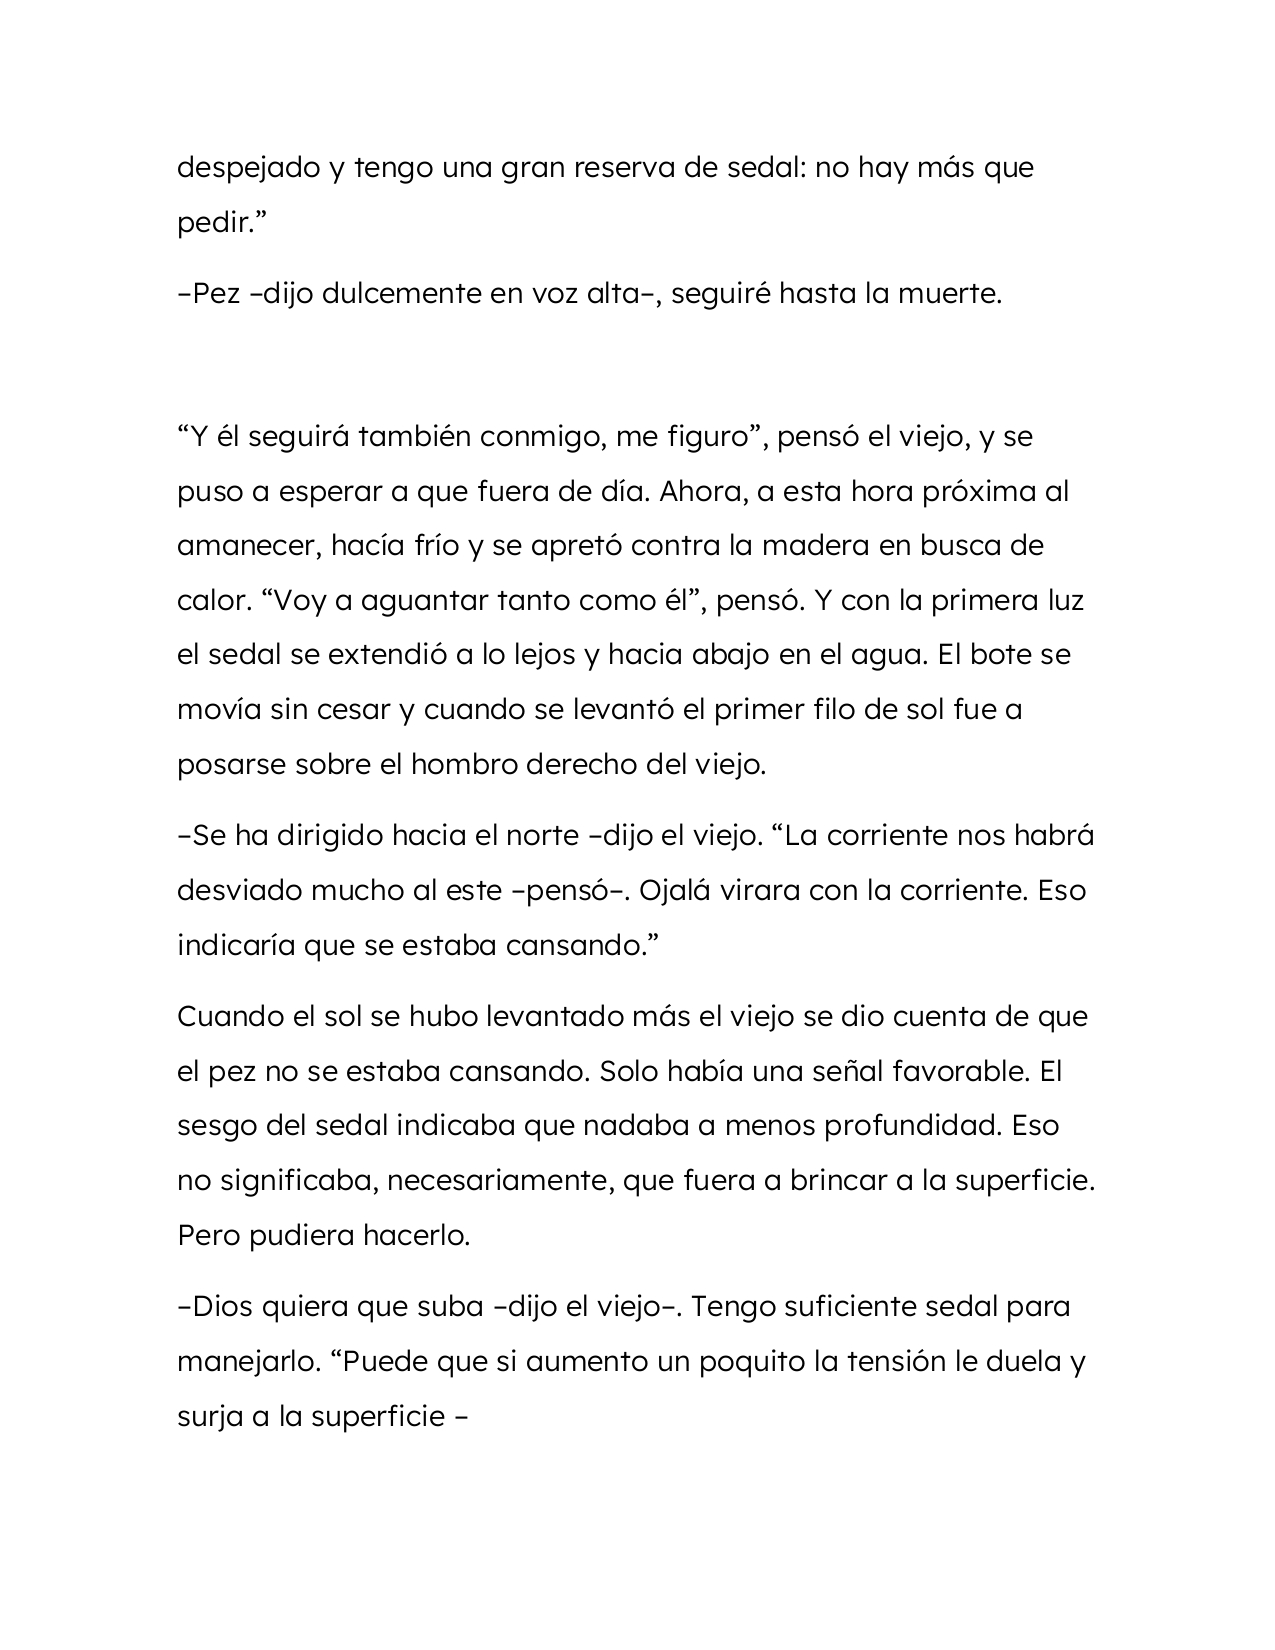 despejado y tengo una gran reserva de sedal: no hay más que
pedir.”
–Pez –dijo dulcemente en voz alta–, seguiré hasta la muerte.
“Y él seguirá también conmigo, me figuro”, pensó el viejo, y se
puso a esperar a que fuera de día. Ahora, a esta hora próxima al
amanecer, hacía frío y se apretó contra la madera en busca de
calor. “Voy a aguantar tanto como él”, pensó. Y con la primera luz
el sedal se extendió a lo lejos y hacia abajo en el agua. El bote se
movía sin cesar y cuando se levantó el primer filo de sol fue a
posarse sobre el hombro derecho del viejo.
–Se ha dirigido hacia el norte –dijo el viejo. “La corriente nos habrá
desviado mucho al este –pensó–. Ojalá virara con la corriente. Eso
indicaría que se estaba cansando.”
Cuando el sol se hubo levantado más el viejo se dio cuenta de que
el pez no se estaba cansando. Solo había una señal favorable. El
sesgo del sedal indicaba que nadaba a menos profundidad. Eso
no significaba, necesariamente, que fuera a brincar a la superficie.
Pero pudiera hacerlo.
–Dios quiera que suba –dijo el viejo–. Tengo suficiente sedal para
manejarlo. “Puede que si aumento un poquito la tensión le duela y
surja a la superficie –